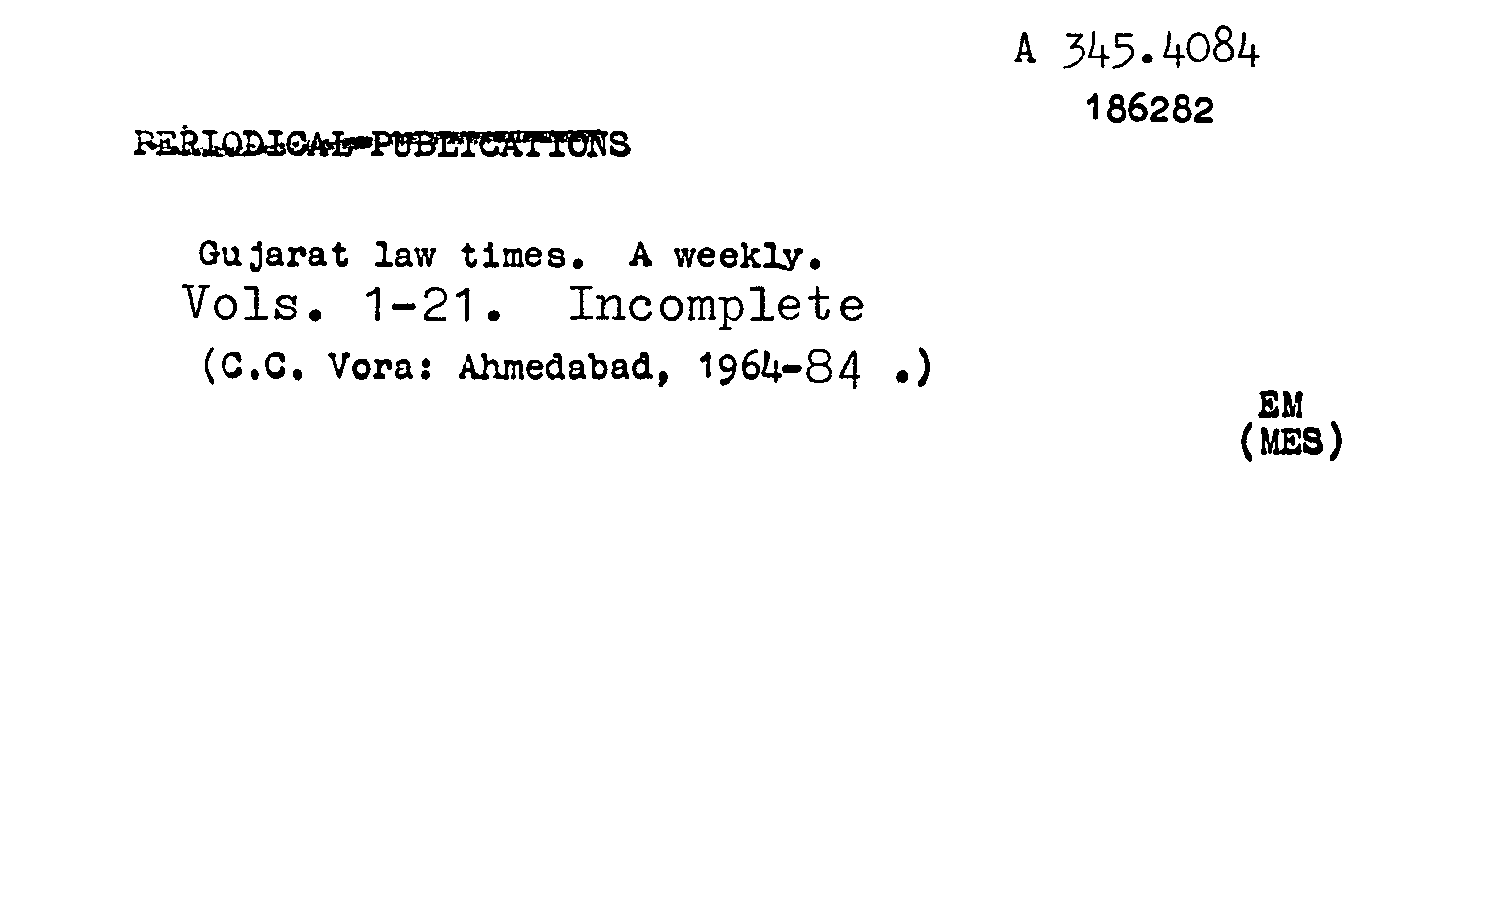 A 345.4084
186282
PERIODICAL PUBLICATIONS
Gujarat law times. A weekly.
Vols. 1-21. Incomplete
(C.C. Vora: Ahmedabad, 1964-84 .)
EM
(MES)